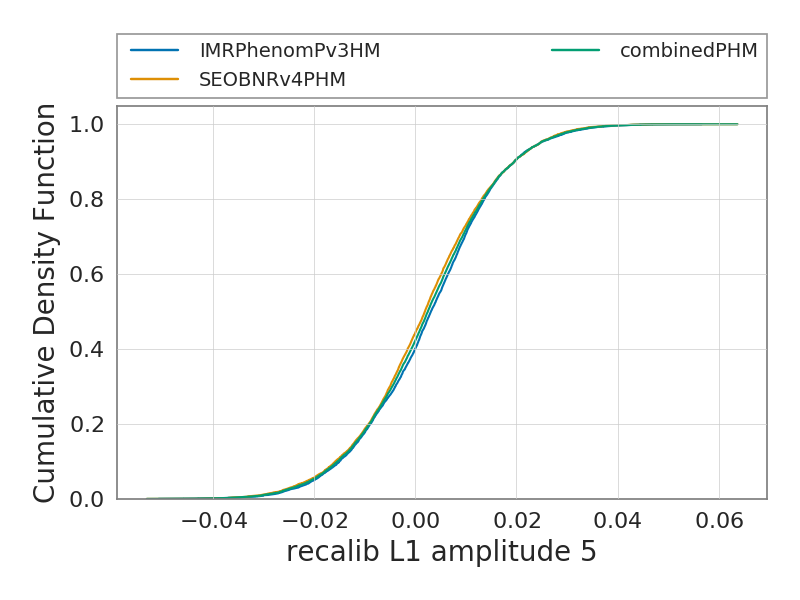 IMRPhenomPv3HM
SEOBNRv4PHM
combinedPHM
Cumulative Density Function
1.0
0.8
0.6
0.4
0.2
0.0
−0.04 −0.02 0.00 0.02 0.04 0.06
recalib L1 amplitude 5